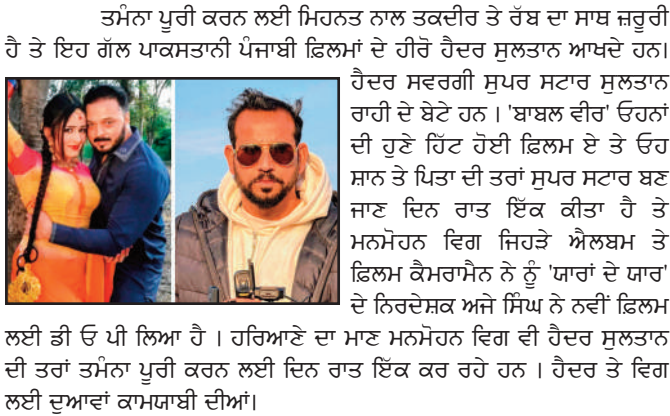 ਤਮੰਨਾ ਪੂਰੀ ਕਰਨ ਲਈ ਮਿਹਨਤ ਨਾਲ ਤਕਦੀਰ ਤੇ ਰੱਬ ਦਾ ਸਾਥ ਜ਼ਰੂਰੀ
ਹੈ ਤੇ ਇਹ ਗੱਲ ਪਾਕਸਤਾਨੀ ਪੰਜਾਬੀ ਫ਼ਿਲਮਾਂ ਦੇ ਹੀਰੋ ਹੈਦਰ ਸੁਲਤਾਨ ਆਖਦੇ ਹਨ।
ਹੈਦਰ ਸਵਰਗੀ ਸੁਪਰ ਸਟਾਰ ਸੁਲਤਾਨ
ਰਾਹੀ ਦੇ ਬੇਟੇ ਹਨ । 'ਬਾਬਲ ਵੀਰ' ਓਹਨਾਂ
ਦੀ ਹੁਣੇ ਹਿੱਟ ਹੋਈ ਫ਼ਿਲਮ ਏ ਤੇ ਓਹ
ਸ਼ਾਨ ਤੇ ਪਿਤਾ ਦੀ ਤਰਾਂ ਸੁਪਰ ਸਟਾਰ ਬਣ
ਜਾਣ ਦਿਨ ਰਾਤ ਇੱਕ ਕੀਤਾ ਹੈ ਤੇ
ਮਨਮੋਹਨ ਵਿਗ ਜਿਹੜੇ ਐਲਬਮ ਤੇ
ਫ਼ਿਲਮ ਕੈਮਰਾਮੈਨ ਨੇ ਨੂੰ 'ਯਾਰਾਂ ਦੇ ਯਾਰ'
ਦੇ ਨਿਰਦੇਸ਼ਕ ਅਜੇ ਸਿੰਘ ਨੇ ਨਵੀਂ ਫ਼ਿਲਮ
ਲਈ ਡੀ ਓ ਪੀ ਲਿਆ ਹੈ । ਹਰਿਆਣੇ ਦਾ ਮਾਣ ਮਨਮੋਹਨ ਵਿਗ ਵੀ ਹੈਦਰ ਸੁਲਤਾਨ
ਦੀ ਤਰਾਂ ਤਮੰਨਾ ਪੂਰੀ ਕਰਨ ਲਈ ਦਿਨ ਰਾਤ ਇੱਕ ਕਰ ਰਹੇ ਹਨ । ਹੈਦਰ ਤੇ ਵਿਗ
ਲਈ ਦੁਆਵਾਂ ਕਾਮਯਾਬੀ ਦੀਆਂ।